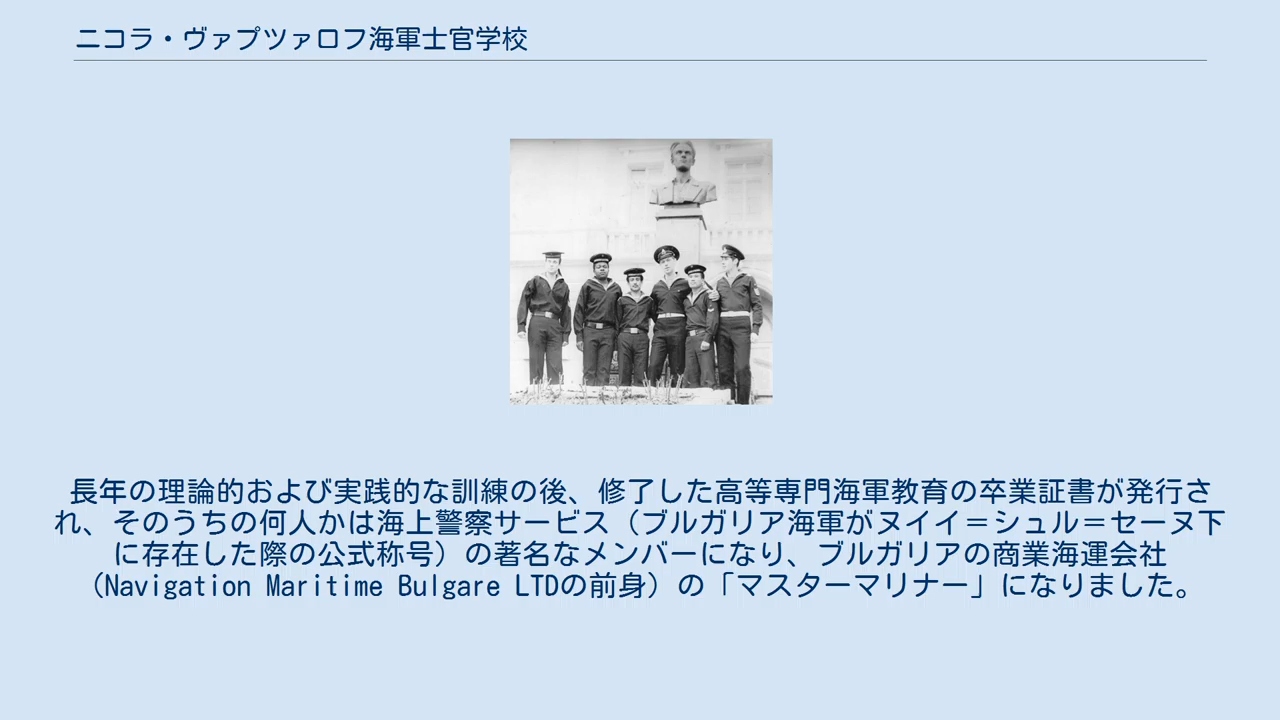 ニコラ・ヴァプツァロフ海軍士官学校
長年の理論的および実践的な訓練の後、修了した高等専門海軍教育の卒業証書が発行さ
れ、そのうちの何人かは海上警察サービス（ブルガリア海軍がヌイイ＝シュル＝セーヌ下
に存在した際の公式称号）の著名なメンバーになり、ブルガリアの商業海運会社
（Navigation Maritime Bulgare LTDの前身）の「マスターマリナー」になりました。